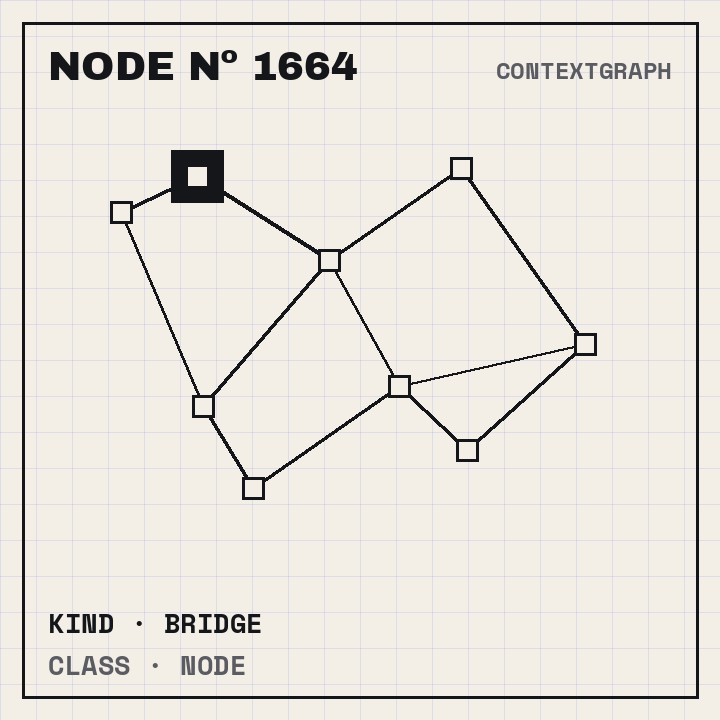 NODE Nº 1664
CONTEXTGRAPH
KIND · BRIDGE
CLASS · NODE